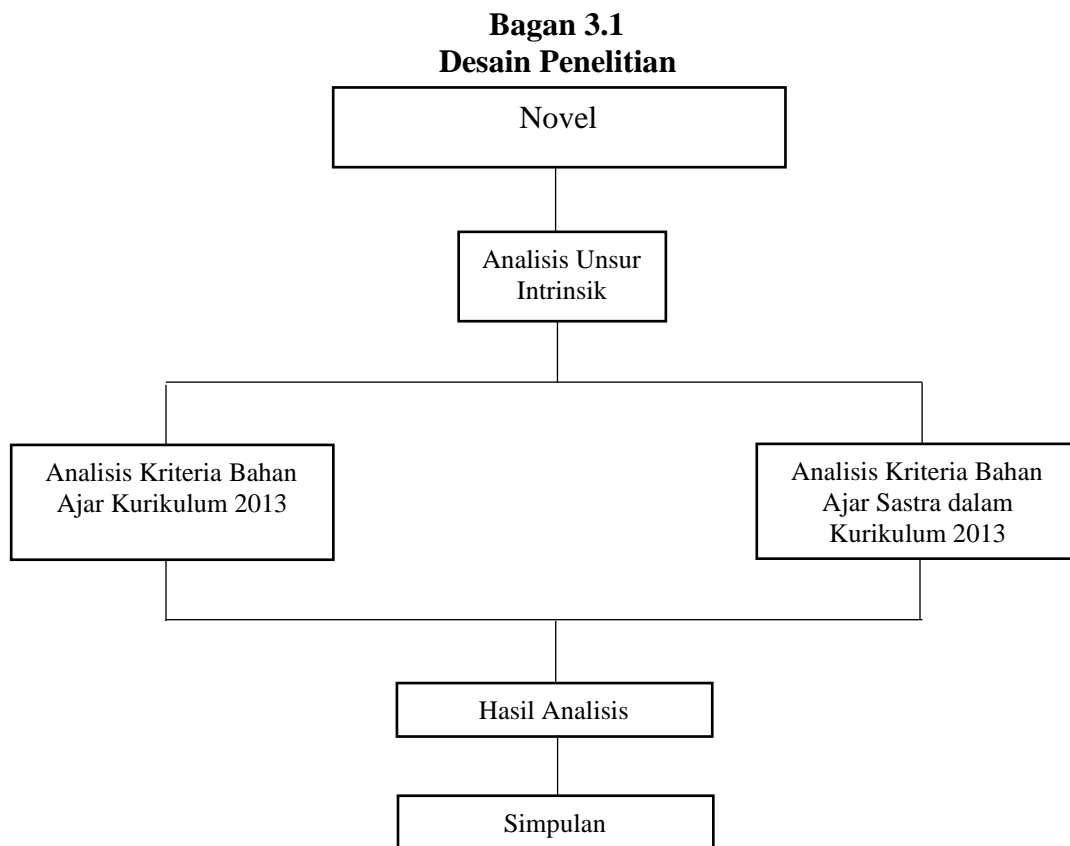 Bagan 3.1
Desain Penelitian
Novel
Analisis Unsur
Intrinsik
Analisis Kriteria Bahan
Ajar Kurikulum 2013
Analisis Kriteria Bahan
Ajar Sastra dalam
Kurikulum 2013
Hasil Analisis
Simpulan